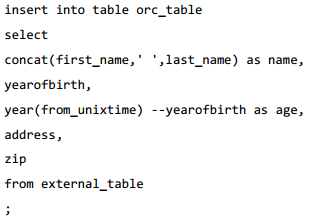 insert into table orc_table
select
concat(first_name,' ',last_name) as name,
yearofbirth,
year(from_unixtime) --yearofbirth as age,
address,
zip
from external_table
;